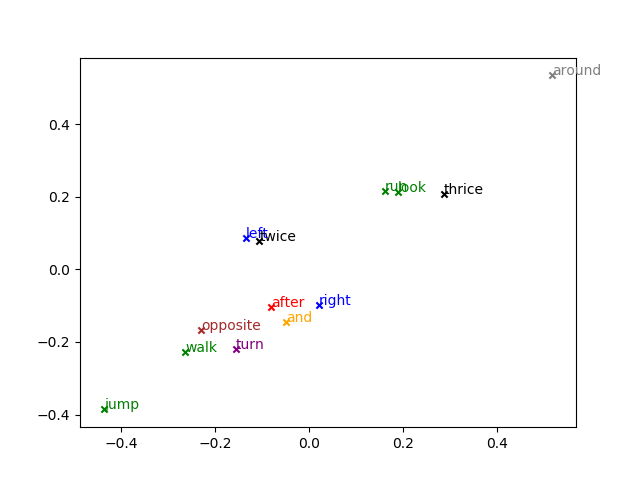 around
0.4
run
look
thrice
0.2
left
twice
0.0
after
right
and
opposite
−0.2
turn
walk
jump
−0.4
−0.4
−0.2
0.0
0.2
0.4